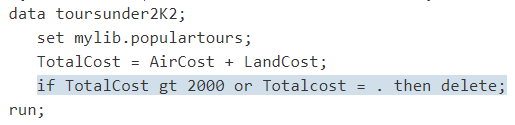 data toursunder2K2;
set mylib.populartours;
TotalCost = AirCost + LandCost;
if TotalCost gt 2000 or Totalcost = . then delete;
run;